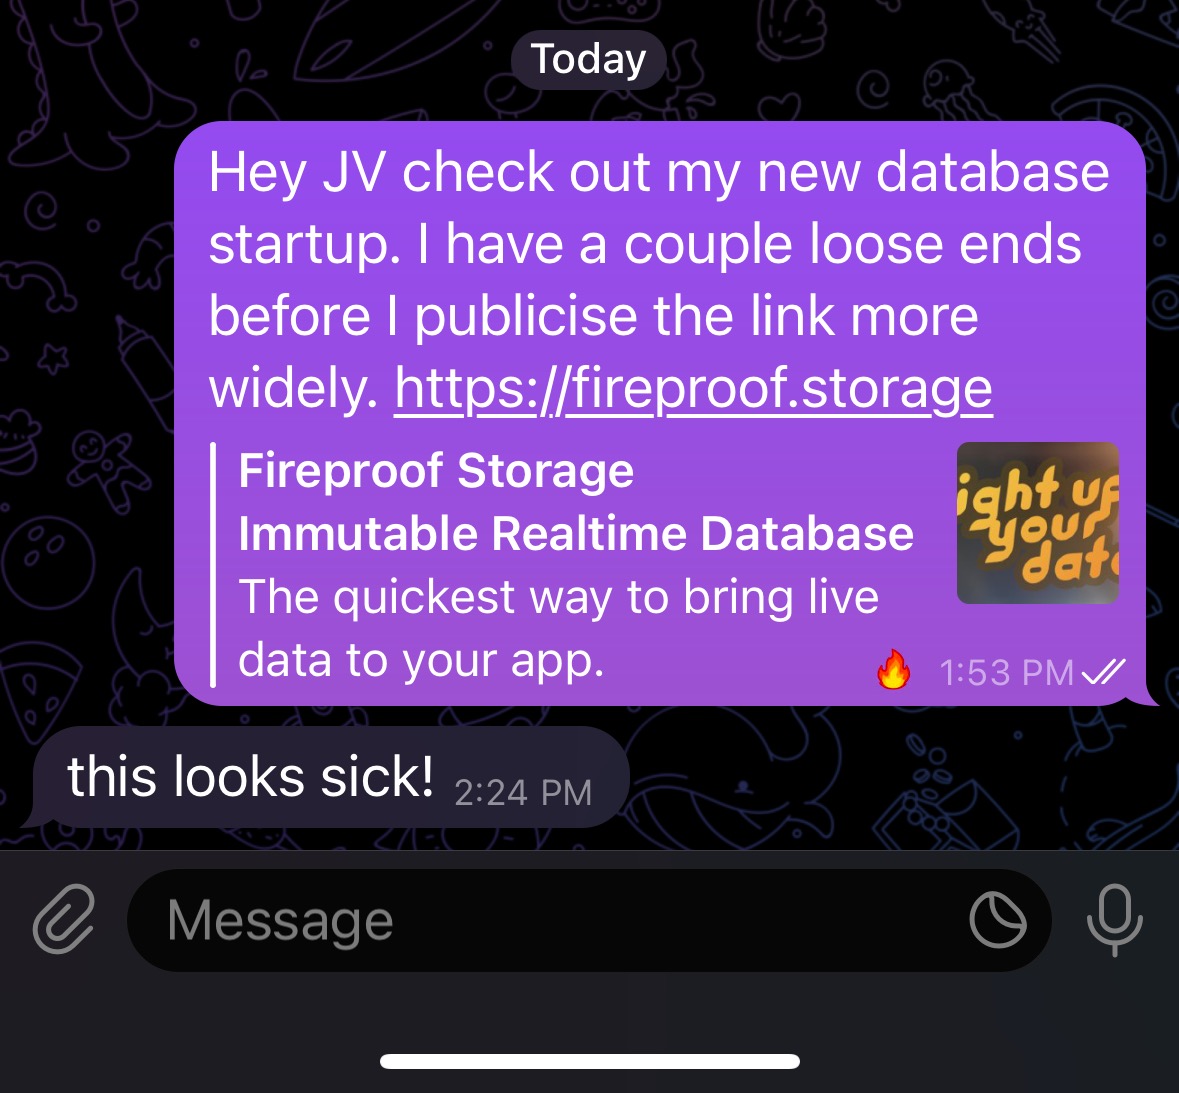 Today
Hey JV check out my new database
startup. I have a couple loose ends
before I publicise the link more
widely. https://fireproof.storage
Fireproof Storage
Immutable Realtime Database
The quickest way to bring live
data to your app.
ight up
your
data
1:53 PM
this looks sick! 2:24 PM
Message